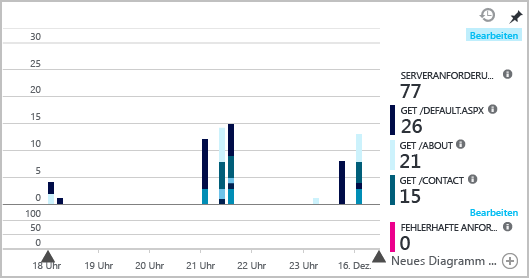 Bearbeiten
30
25
20
15
10
5
0
100
50
0
18 Uhr 19 Uhr 20 Uhr 21 Uhr 22 Uhr 23 Uhr 16. Dez.
SERVERANFORDERU...
77
GET /DEFAULT.ASPX
26
GET /ABOUT
21
GET /CONTACT
15
Bearbeiten
FEHLERHAFTE ANFOR...
0
Neues Diagramm ...